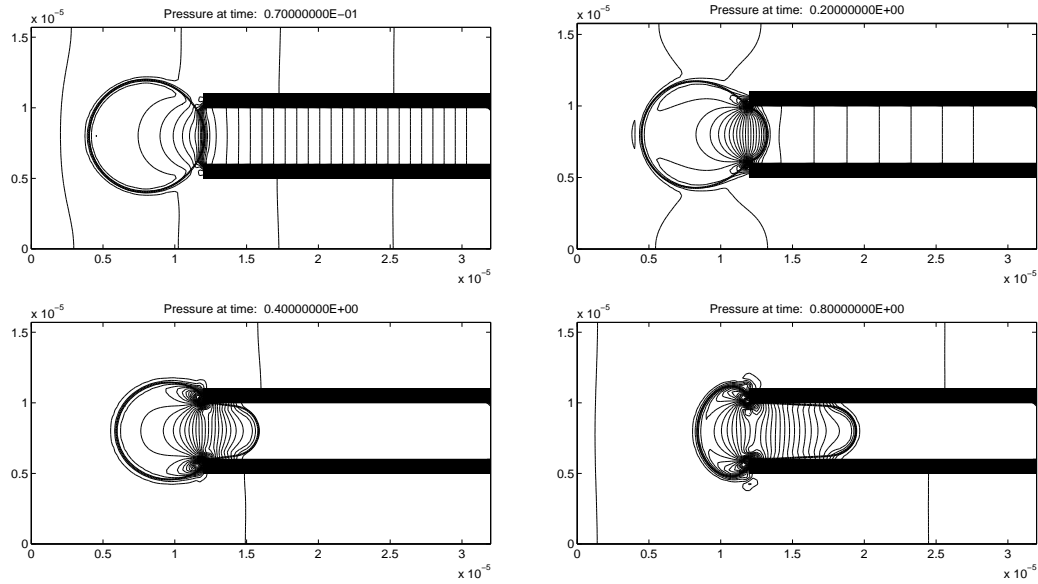 Pressure at time: 0.70000000E−01
x 10⁻⁵
1.5
1
0.5
0
0 0.5 1 1.5 2 2.5 3
x 10⁻⁵
Pressure at time: 0.20000000E+00
x 10⁻⁵
1.5
1
0.5
0
0 0.5 1 1.5 2 2.5 3
x 10⁻⁵
Pressure at time: 0.40000000E+00
x 10⁻⁵
1.5
1
0.5
0
0 0.5 1 1.5 2 2.5 3
x 10⁻⁵
Pressure at time: 0.80000000E+00
x 10⁻⁵
1.5
1
0.5
0
0 0.5 1 1.5 2 2.5 3
x 10⁻⁵